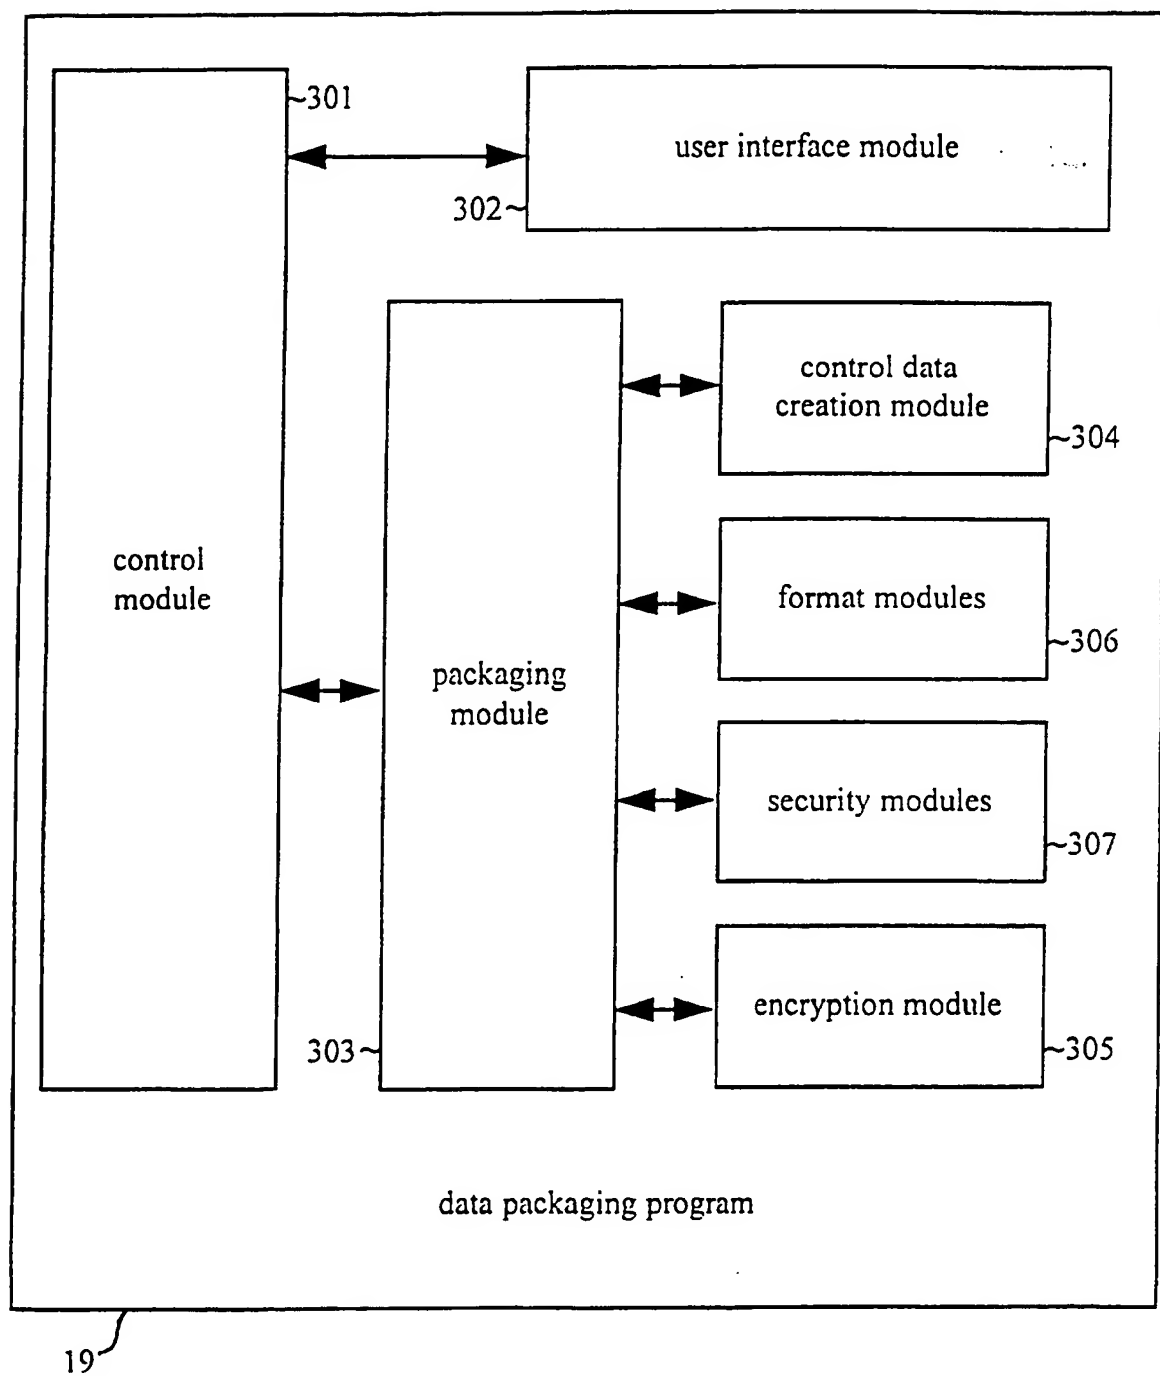 301
user interface module
302
control data
creation module
304
control
module
format modules
306
packaging
module
security modules
307
encryption module
303
305
data packaging program
19